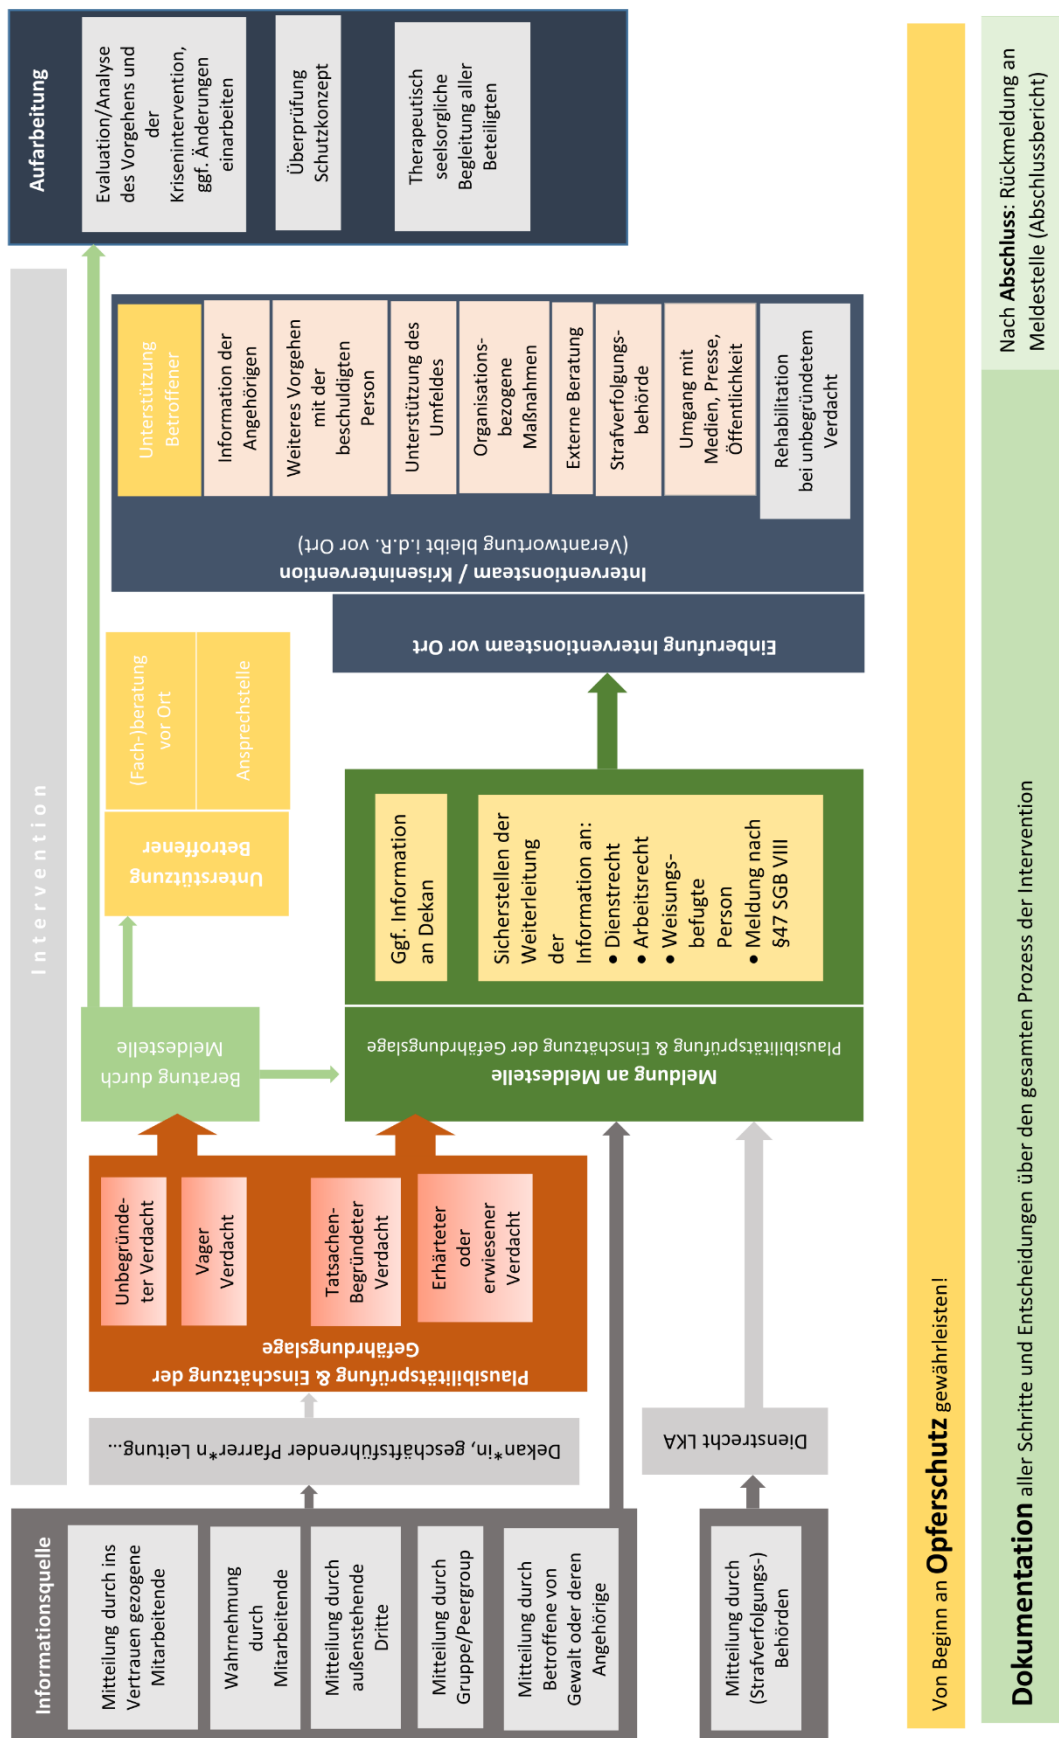 Informationsquelle
Mitteilung durch ins
Vertrauen gezogene
Mitarbeitende
Wahrnehmung
durch
Mitarbeitende
Mitteilung durch
außenstehende
Dritte
Mitteilung durch
Gruppe/Peergroup
Mitteilung durch
Betroffene von
Gewalt oder deren
Angehörige
Mitteilung durch
(Strafverfolgungs-)
Behörden
Intervention
Dekan*in, geschäftsführender Pfarrer*n Leitung...
Dienstrecht LKA
Plausibilitätsprüfung & Einschätzung der
Gefährdungslage
Unbegründe-
ter Verdacht
Vager
Verdacht
Tatsachen-
Begründeter
Verdacht
Erhärteter
oder
erwiesener
Verdacht
Beratung durch
Meldestelle
Meldung an Meldestelle
Plausibilitätsprüfung & Einschätzung der Gefährdungslage
Ggf. Information
an Dekan
Sicherstellen der
Weiterleitung
der
Information an:
• Dienstrecht
• Arbeitsrecht
• Weisungs-
befugte
Person
• Meldung nach
§47 SGB VIII
Unterstützung
Betroffener
(Fach-)beratung
vor Ort
Ansprechstelle
Einberufung Interventionsteam vor Ort
Interventionsteam / Krisenintervention
(Verantwortung bleibt i.d.R. vor Ort)
Unterstützung
Betroffener
Information der
Angehörigen
Weiteres Vorgehen
mit der
beschuldigten
Person
Unterstützung des
Umfeldes
Organisations-
bezogene
Maßnahmen
Externe Beratung
Strafverfolgungs-
behörde
Umgang mit
Medien, Presse,
Öffentlichkeit
Rehabilitation
bei unbegründetem
Verdacht
Aufarbeitung
Evaluation/Analyse
des Vorgehens und
der
Krisenintervention,
ggf. Änderungen
einarbeiten
Überprüfung
Schutzkonzept
Therapeutisch
seelsorgliche
Begleitung aller
Beteiligten
Von Beginn an Opferschutz gewährleisten!
Dokumentation aller Schritte und Entscheidungen über den gesamten Prozess der Intervention
Nach Abschluss: Rückmeldung an
Meldestelle (Abschlussbericht)